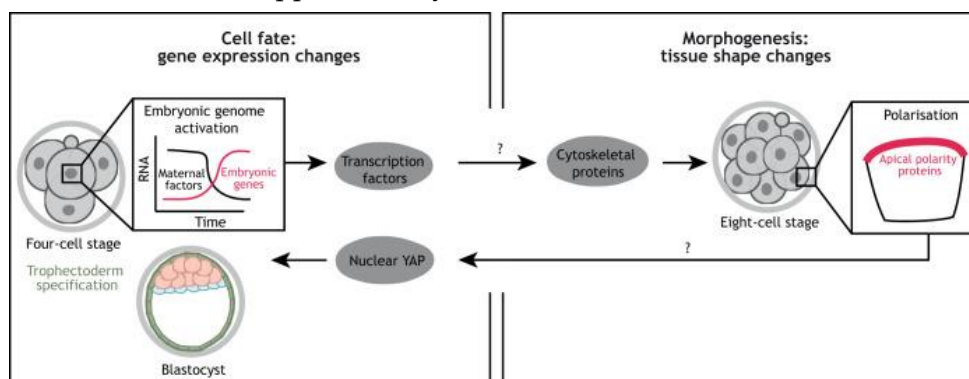 Cell fate:
gene expression changes
Embryonic genome
activation
RNA
Maternal
factors
Embryonic
genes
Time
Four-cell stage
Transcription
factors
?
Morphogenesis:
tissue shape changes
Cytoskeletal
proteins
Eight-cell stage
Polarisation
Apical polarity
proteins
?
Nuclear YAP
Trophectoderm
specification
Blastocyst